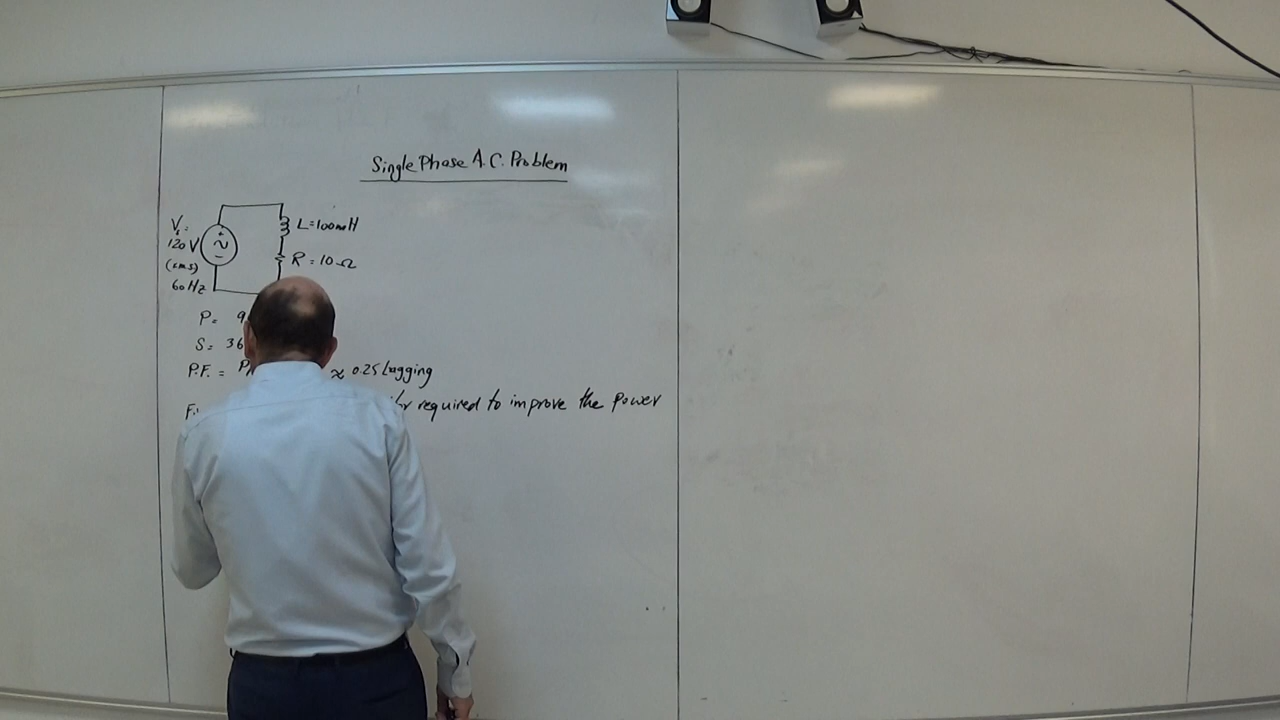 Single Phase A.C. Problem
Vs =
120 V
(rms)
60 Hz
L = 100 mH
R = 10 Ω
P = 9
S = 36
P.F. = P/ ≈ 0.25 Lagging
required to improve the power